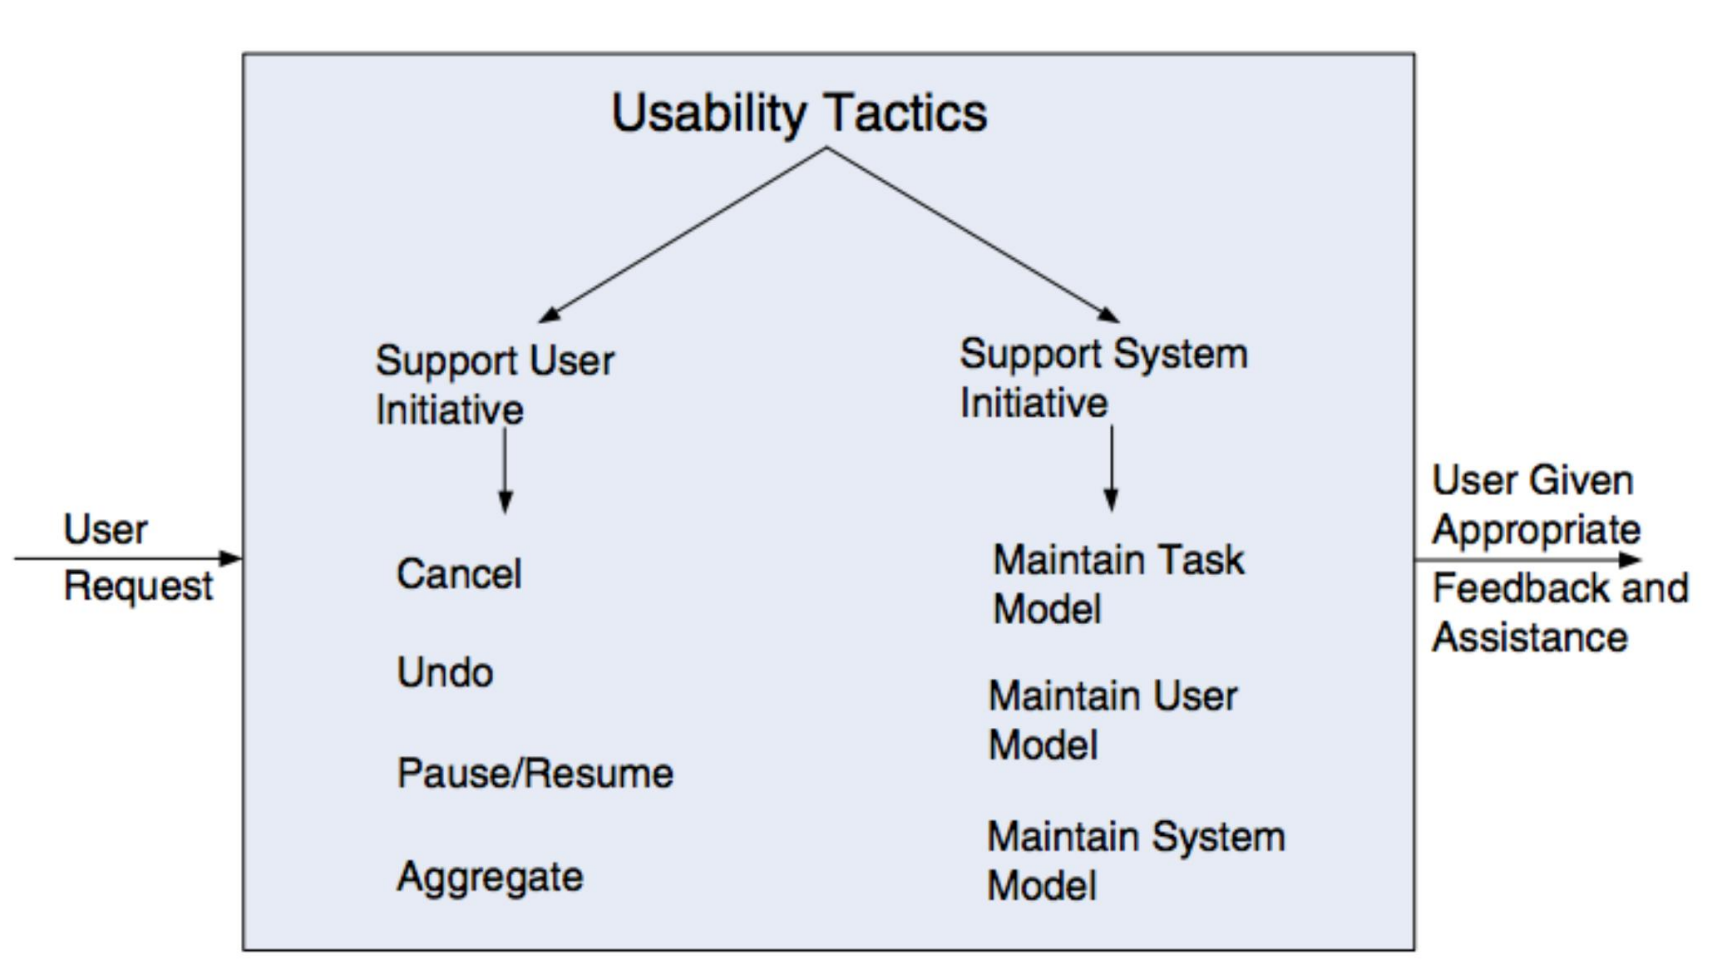 Usability Tactics
Support User
Initiative
Support System
Initiative
User
Request
Cancel
Undo
Pause/Resume
Aggregate
Maintain Task
Model
Maintain User
Model
Maintain System
Model
User Given
Appropriate
Feedback and
Assistance